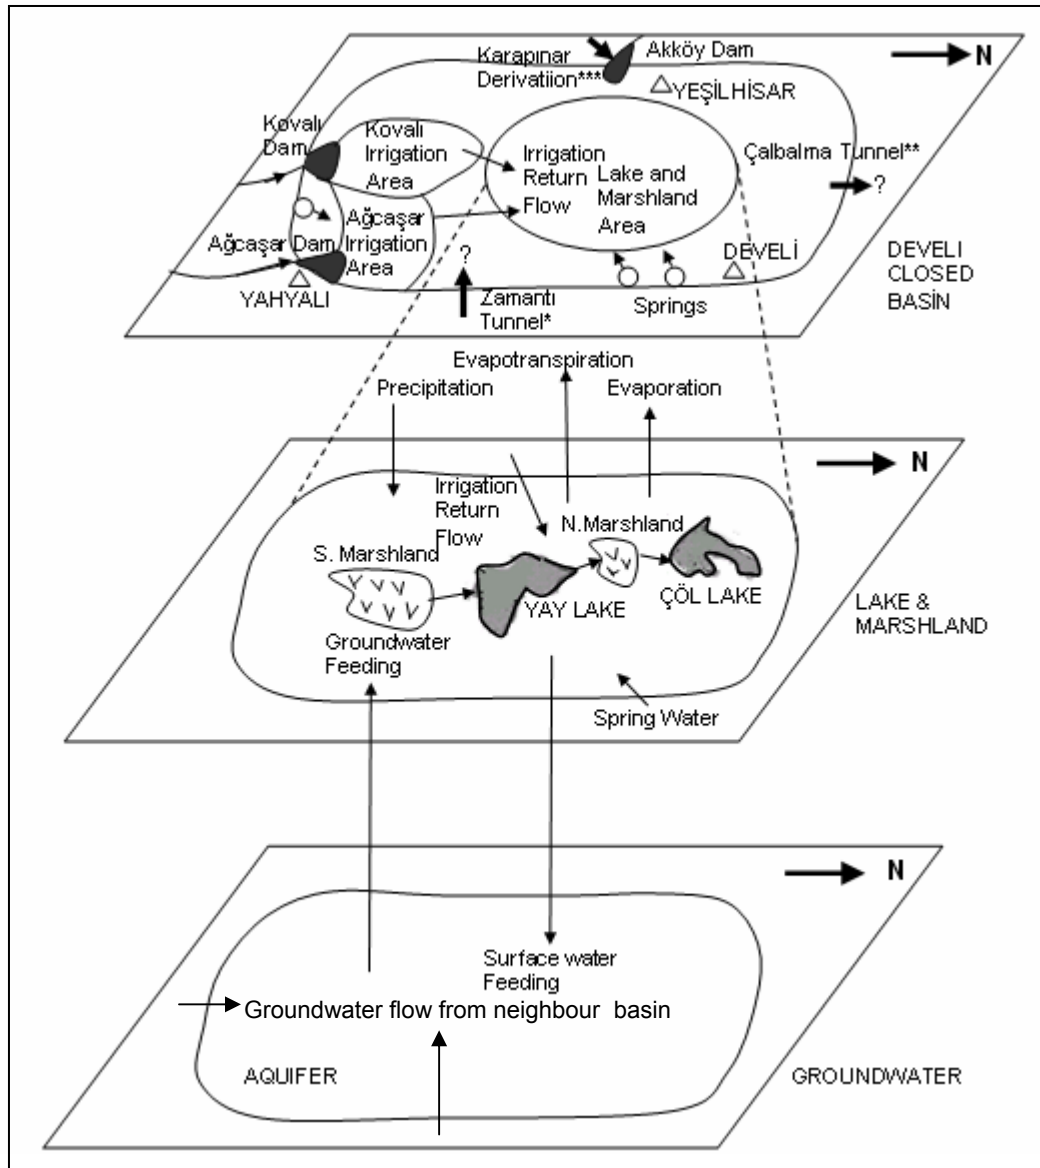 Karapınar
Derivatiion***
Akköy Dam
N
YEŞİLHİSAR
Kovalı
Dam
Kovalı
Irrigation
Area
Irrigation
Return
Flow
Lake and
Marshland
Area
Çalbalma Tunnel**
?
Ağcaşar Dam
Ağcaşar
Irrigation
Area
YAHYALI
?
Zamantı
Tunnel*
Springs
DEVELİ
DEVELI
CLOSED
BASİN
Evapotranspiration
Precipitation
Evaporation
N
Irrigation
Return
Flow
N.Marshland
S. Marshland
YAY LAKE
ÇÖL LAKE
LAKE &
MARSHLAND
Groundwater
Feeding
Spring Water
N
Surface water
Feeding
Groundwater flow from neighbour basin
AQUIFER
GROUNDWATER